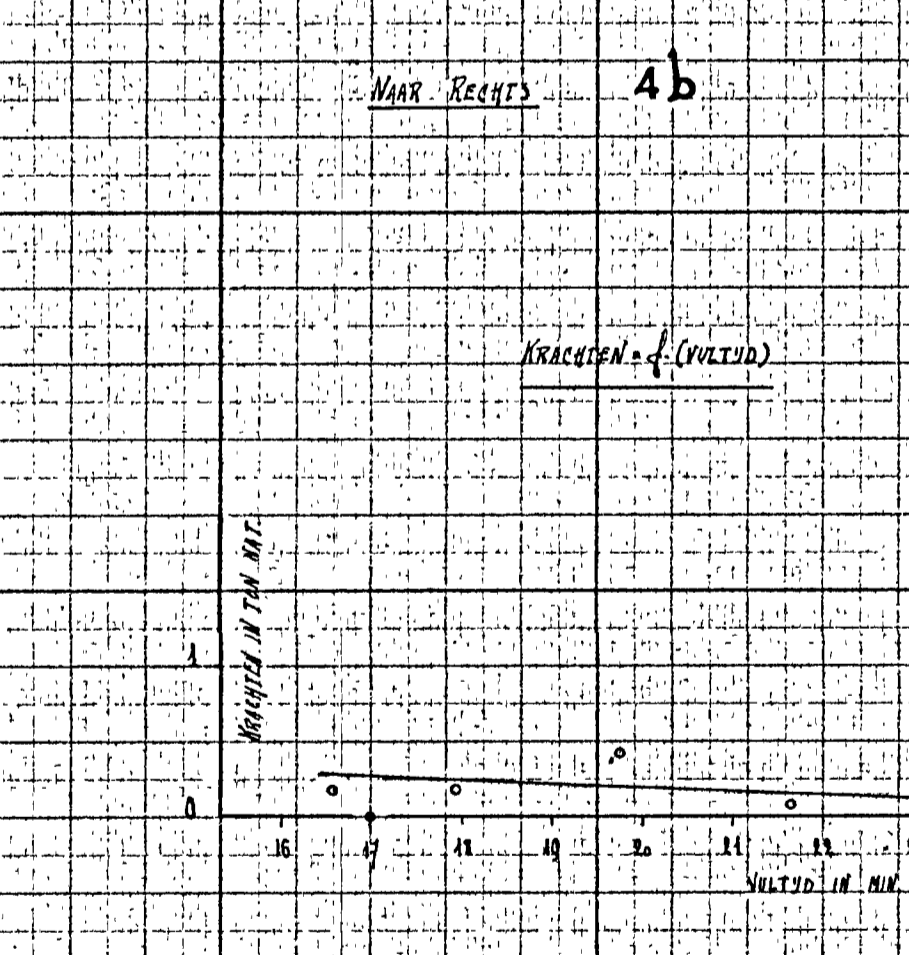 NAAR RECHTS
4b
KRACHTEN = f (VULTIJD)
KRACHTEN IN TON NAT.
1
0
16 17 18 19 20 21 22
VULTIJD IN MIN